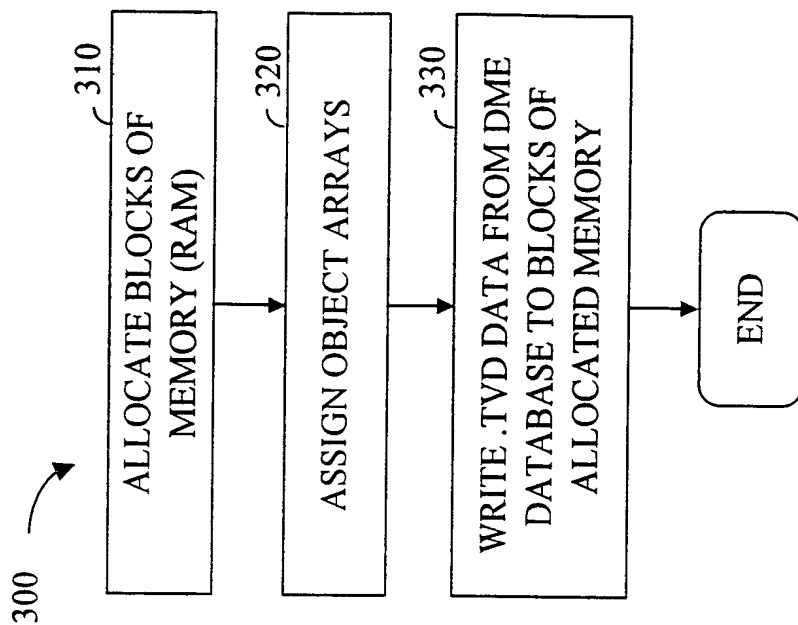 300
310
ALLOCATE BLOCKS OF
MEMORY (RAM)
320
ASSIGN OBJECT ARRAYS
330
WRITE .TVD DATA FROM DME
DATABASE TO BLOCKS OF
ALLOCATED MEMORY
END